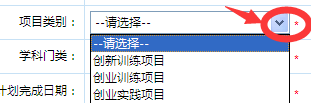 项目类别： --请选择-- *
--请选择--
学科门类： 创新训练项目 *
创业训练项目
计划完成日期： 创业实践项目 *